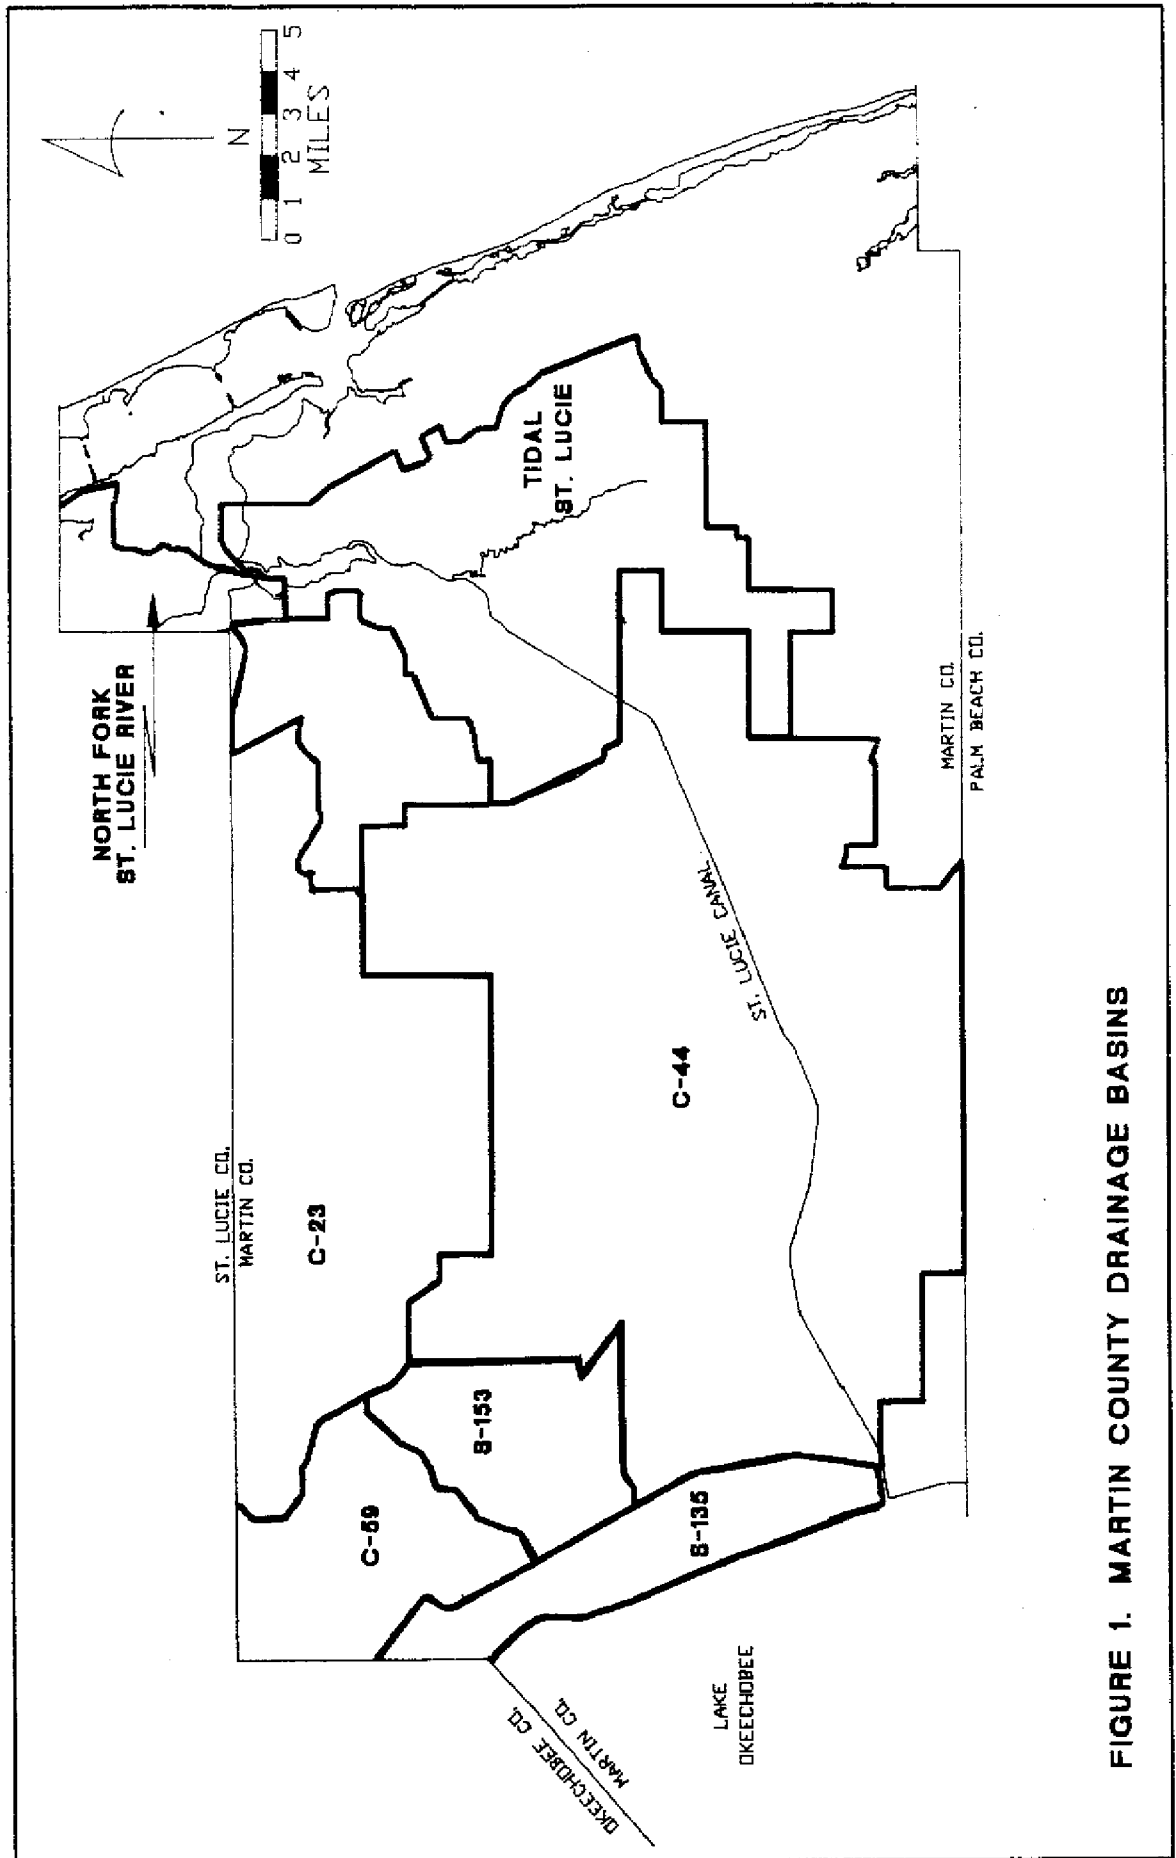 N
0 1 2 3 4 5
MILES
NORTH FORK
ST. LUCIE RIVER
ST. LUCIE CO.
MARTIN CO.
TIDAL
ST. LUCIE
C-23
C-59
S-153
S-135
C-44
ST. LUCIE CANAL
MARTIN CO.
PALM BEACH CO.
OKEECHOBEE CO.
MARTIN CO.
LAKE
OKEECHOBEE
FIGURE 1. MARTIN COUNTY DRAINAGE BASINS